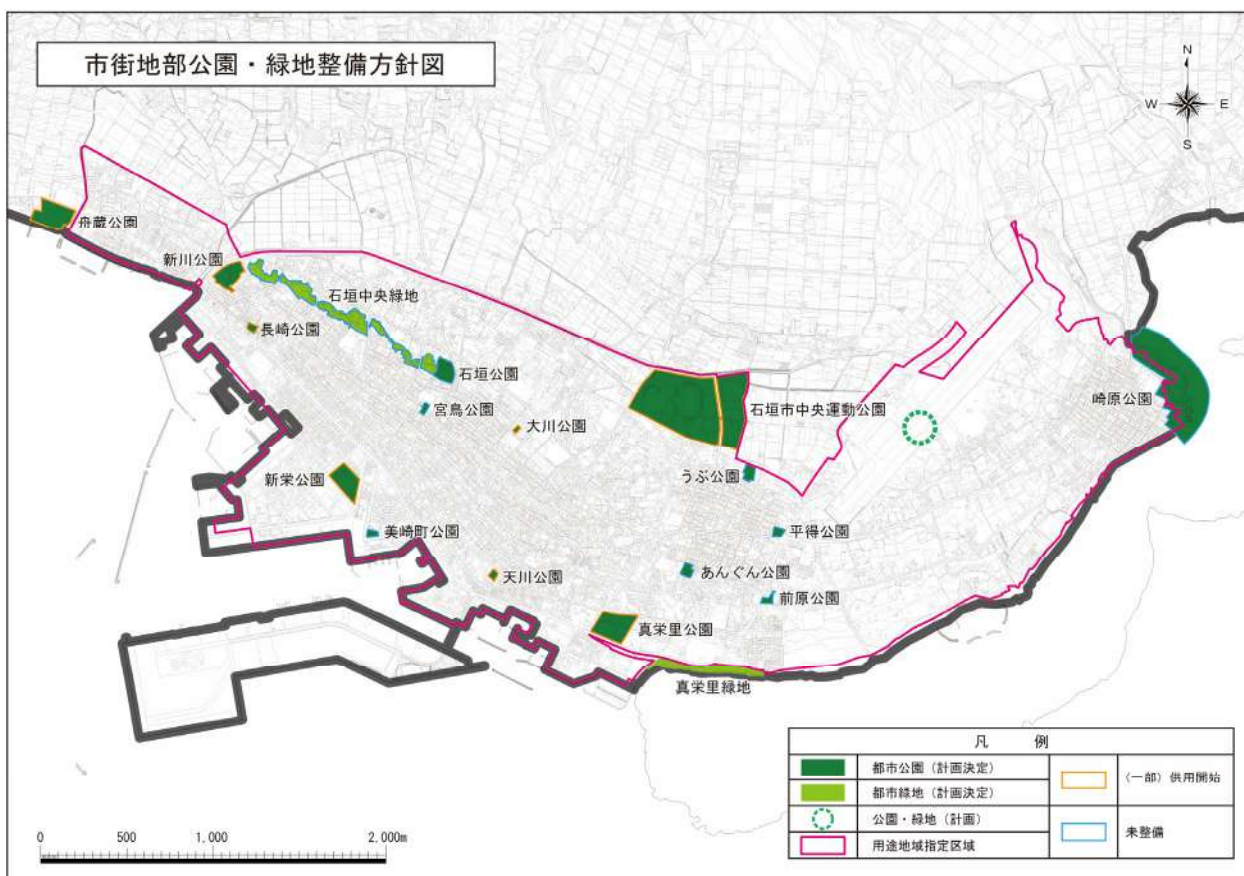 市街地部公園・緑地整備方針図
N
W E
S
舟蔵公園
新川公園
石垣中央緑地
長崎公園
石垣公園
宮鳥公園
大川公園
石垣市中央運動公園
崎原公園
うぶ公園
新栄公園
美崎町公園
平得公園
あんぐん公園
天川公園
前原公園
真栄里公園
真栄里緑地
凡 例
都市公園（計画決定）
都市緑地（計画決定）
公園・緑地（計画）
用途地域指定区域
（一部）供用開始
未整備
0 500 1,000 2,000m